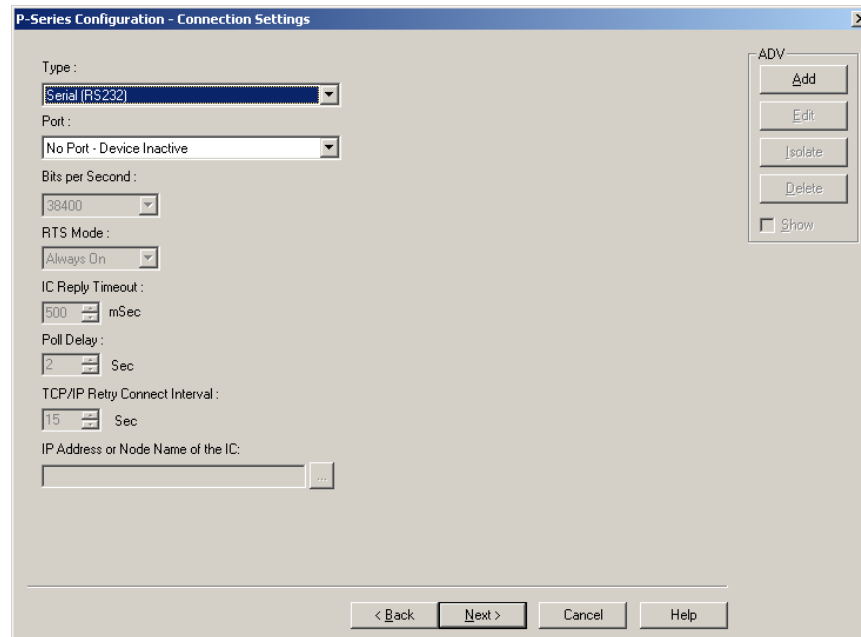 P-Series Configuration - Connection Settings
Type :
Serial (RS232)
Port :
No Port - Device Inactive
Bits per Second :
38400
RTS Mode :
Always On
IC Reply Timeout :
500 mSec
Poll Delay :
2 Sec
TCP/IP Retry Connect Interval :
15 Sec
IP Address or Node Name of the IC:
...
ADV
Add
Edit
Isolate
Delete
Show
< Back
Next >
Cancel
Help